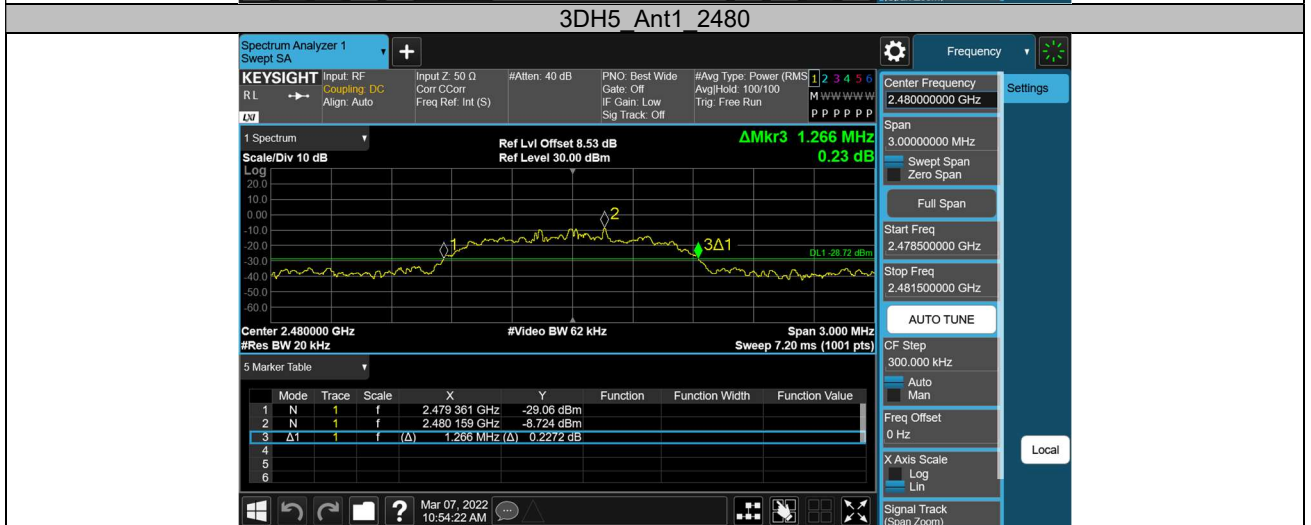 3DH5_Ant1_2480
Spectrum Analyzer 1
Swept SA
Frequency
KEYSIGHT
RL
LXI
Input: RF
Coupling: DC
Align: Auto
Input Z: 50 Ω
Corr CCorr
Freq Ref: Int (S)
#Atten: 40 dB
PNO: Best Wide
Gate: Off
IF Gain: Low
Sig Track: Off
#Avg Type: Power (RMS
Avg|Hold: 100/100
Trig: Free Run
1 2 3 4 5 6
M W W W W W
P P P P P P
1 Spectrum
Scale/Div 10 dB
Ref Lvl Offset 8.53 dB
Ref Level 30.00 dBm
ΔMkr3 1.266 MHz
0.23 dB
Log
20.0
10.0
0.00
-10.0
-20.0
-30.0
-40.0
-50.0
-60.0
1
2
3Δ1
DL1 -28.72 dBm
Center 2.480000 GHz
#Video BW 62 kHz
Span 3.000 MHz
#Res BW 20 kHz
Sweep 7.20 ms (1001 pts)
5 Marker Table
Mode Trace Scale X Y Function Function Width Function Value
1 N 1 f 2.479 361 GHz -29.06 dBm
2 N 1 f 2.480 159 GHz -8.724 dBm
3 Δ1 1 f (Δ) 1.266 MHz (Δ) 0.2272 dB
4
5
6
?
Mar 07, 2022
10:54:22 AM
Center Frequency
2.480000000 GHz
Settings
Span
3.00000000 MHz
Swept Span
Zero Span
Full Span
Start Freq
2.478500000 GHz
Stop Freq
2.481500000 GHz
AUTO TUNE
CF Step
300.000 kHz
Auto
Man
Freq Offset
0 Hz
X Axis Scale
Log
Lin
Local
Signal Track
(Span Zoom)